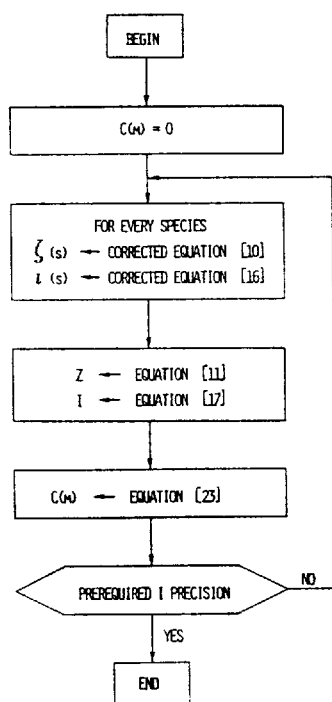 BEGIN
C(M) = 0
FOR EVERY SPECIES
ζ (s) ← CORRECTED EQUATION [10]
ι (s) ← CORRECTED EQUATION [16]
Z ← EQUATION [11]
I ← EQUATION [17]
C(M) ← EQUATION [23]
PREREQUIRED I PRECISION
NO
YES
END